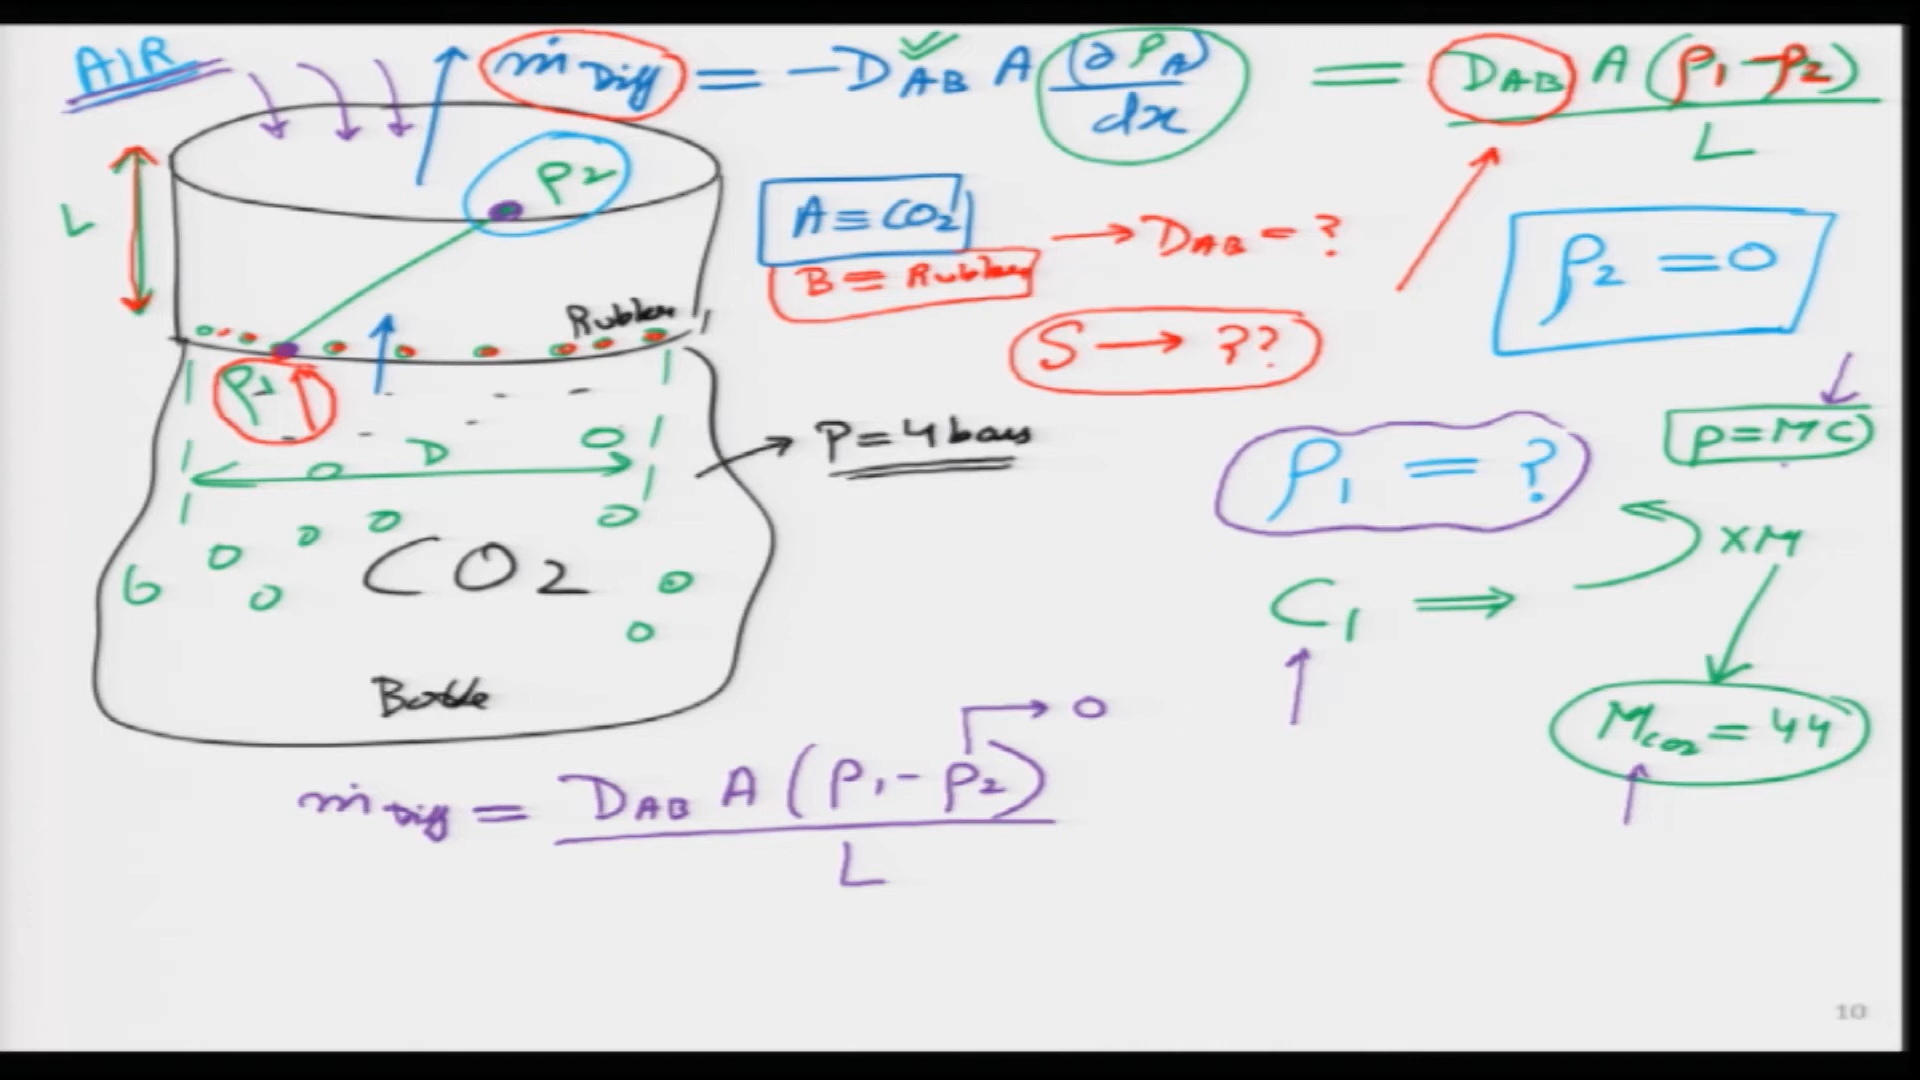 AIR
ṁ_Diff = -D_AB A (∂ρ_A)/dx = D_AB A (ρ₁-ρ₂)/L
ρ₂
L
A ≡ CO₂
B ≡ Rubber → D_AB = ?
ρ₂ = 0
Rubber
S → ??
ρ₁
D
P = 4 bars
ρ₁ = ?
ρ = MC
XM
CO₂
C₁ ⇒
Bottle
M_CO₂ = 44
→ 0
ṁ_Diff = D_AB A (ρ₁ - ρ₂)/L
10